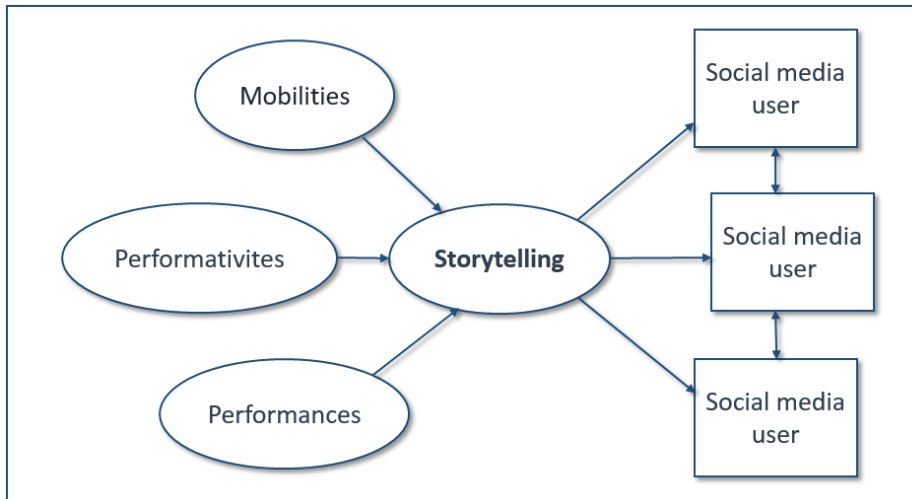 Mobilities
Performativites
Performances
Storytelling
Social media
user
Social media
user
Social media
user